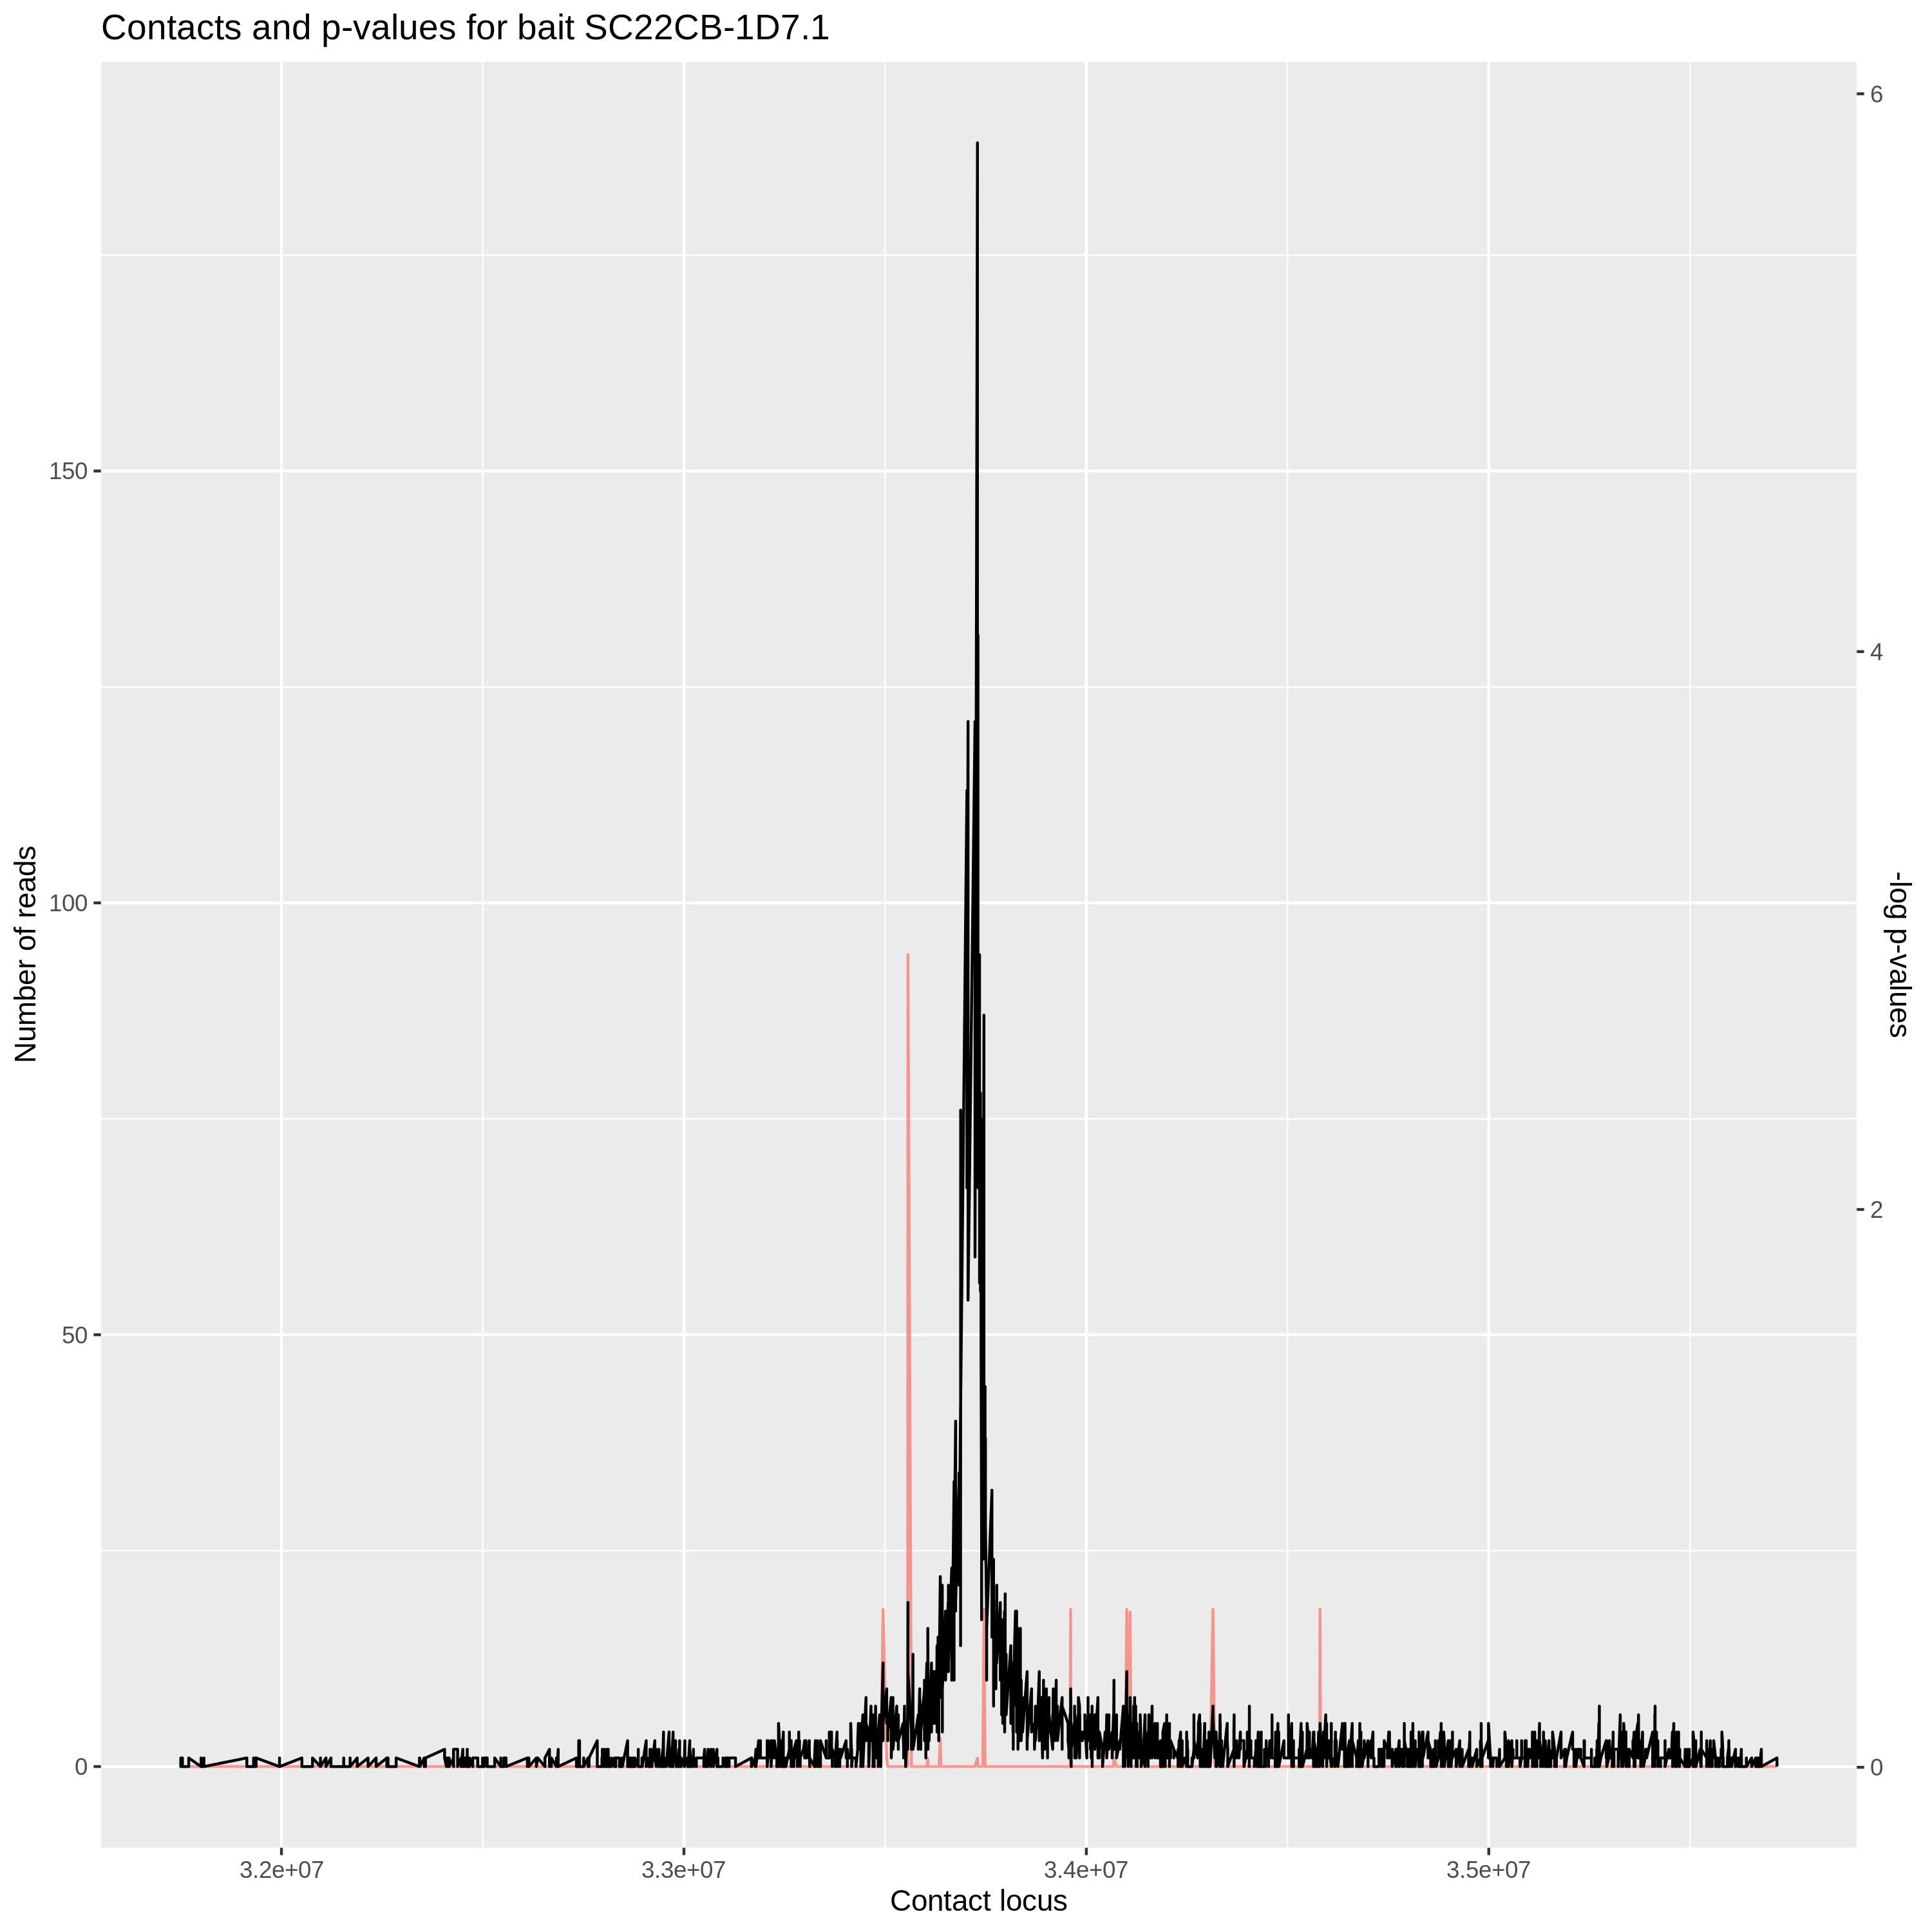 Contacts and p-values for bait SC22CB-1D7.1
6
150
4
Number of reads
100
-log p-values
2
50
0
0
3.2e+07
3.3e+07
3.4e+07
3.5e+07
Contact locus